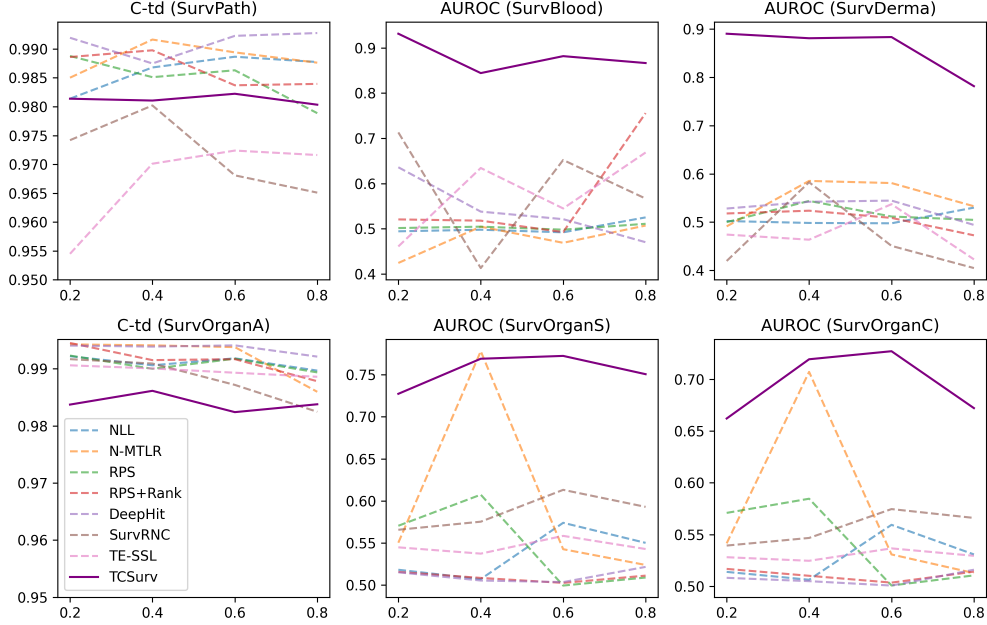 C-td (SurvPath)
0.990
0.985
0.980
0.975
0.970
0.965
0.960
0.955
0.950
0.2 0.4 0.6 0.8
AUROC (SurvBlood)
0.9
0.8
0.7
0.6
0.5
0.4
0.2 0.4 0.6 0.8
AUROC (SurvDerma)
0.9
0.8
0.7
0.6
0.5
0.4
0.2 0.4 0.6 0.8
C-td (SurvOrganA)
0.99
0.98
0.97
0.96
0.95
NLL
N-MTLR
RPS
RPS+Rank
DeepHit
SurvRNC
TE-SSL
TCSurv
0.2 0.4 0.6 0.8
AUROC (SurvOrganS)
0.75
0.70
0.65
0.60
0.55
0.50
0.2 0.4 0.6 0.8
AUROC (SurvOrganC)
0.70
0.65
0.60
0.55
0.50
0.2 0.4 0.6 0.8